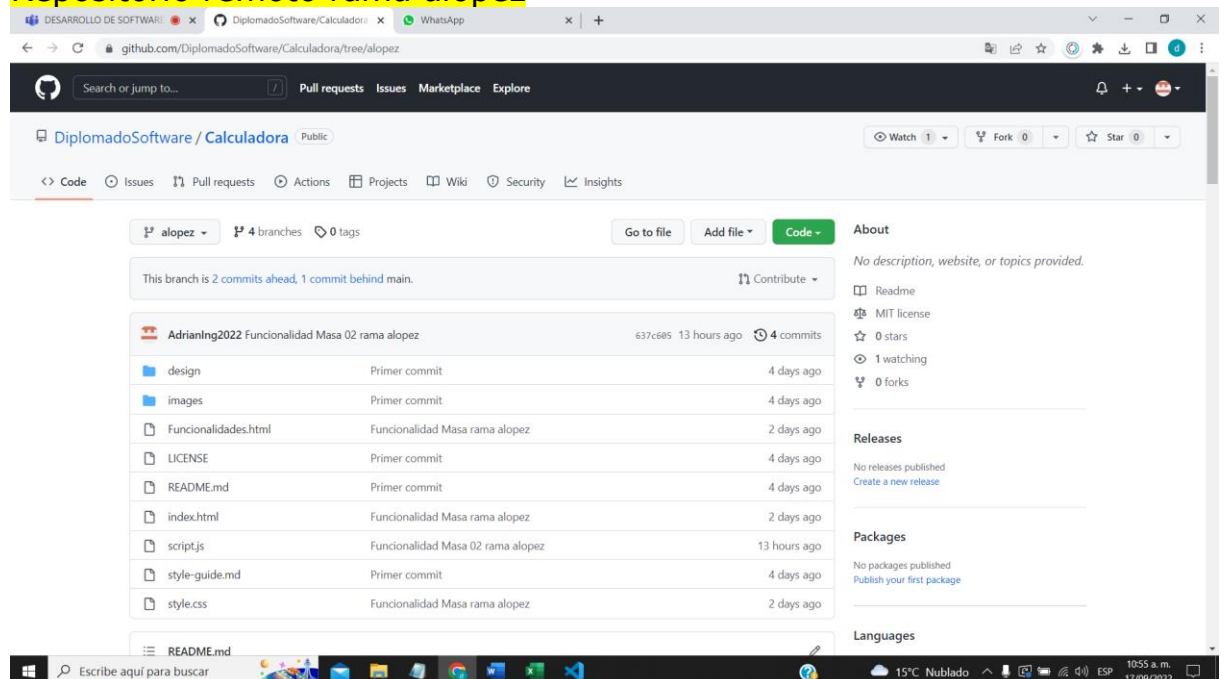 Repositorio remoto rama alopez
DESARROLLO DE SOFTWARE
DiplomadoSoftware/Calculadora
WhatsApp
github.com/DiplomadoSoftware/Calculadora/tree/alopez
d
Search or jump to...
/
Pull requests Issues Marketplace Explore
DiplomadoSoftware / Calculadora Public
Watch 1 Fork 0 Star 0
<> Code Issues Pull requests Actions Projects Wiki Security Insights
alopez 4 branches 0 tags
Go to file Add file Code
This branch is 2 commits ahead, 1 commit behind main.
Contribute
AdrianIng2022 Funcionalidad Masa 02 rama alopez 637c605 13 hours ago 4 commits
design Primer commit 4 days ago
images Primer commit 4 days ago
Funcionalidades.html Funcionalidad Masa rama alopez 2 days ago
LICENSE Primer commit 4 days ago
README.md Primer commit 4 days ago
index.html Funcionalidad Masa rama alopez 2 days ago
script.js Funcionalidad Masa 02 rama alopez 13 hours ago
style-guide.md Primer commit 4 days ago
style.css Funcionalidad Masa rama alopez 2 days ago
README.md
About
No description, website, or topics provided.
Readme
MIT license
0 stars
1 watching
0 forks
Releases
No releases published
Create a new release
Packages
No packages published
Publish your first package
Languages
Escribe aquí para buscar
15°C Nublado
ESP
10:55 a. m.
17/09/2022